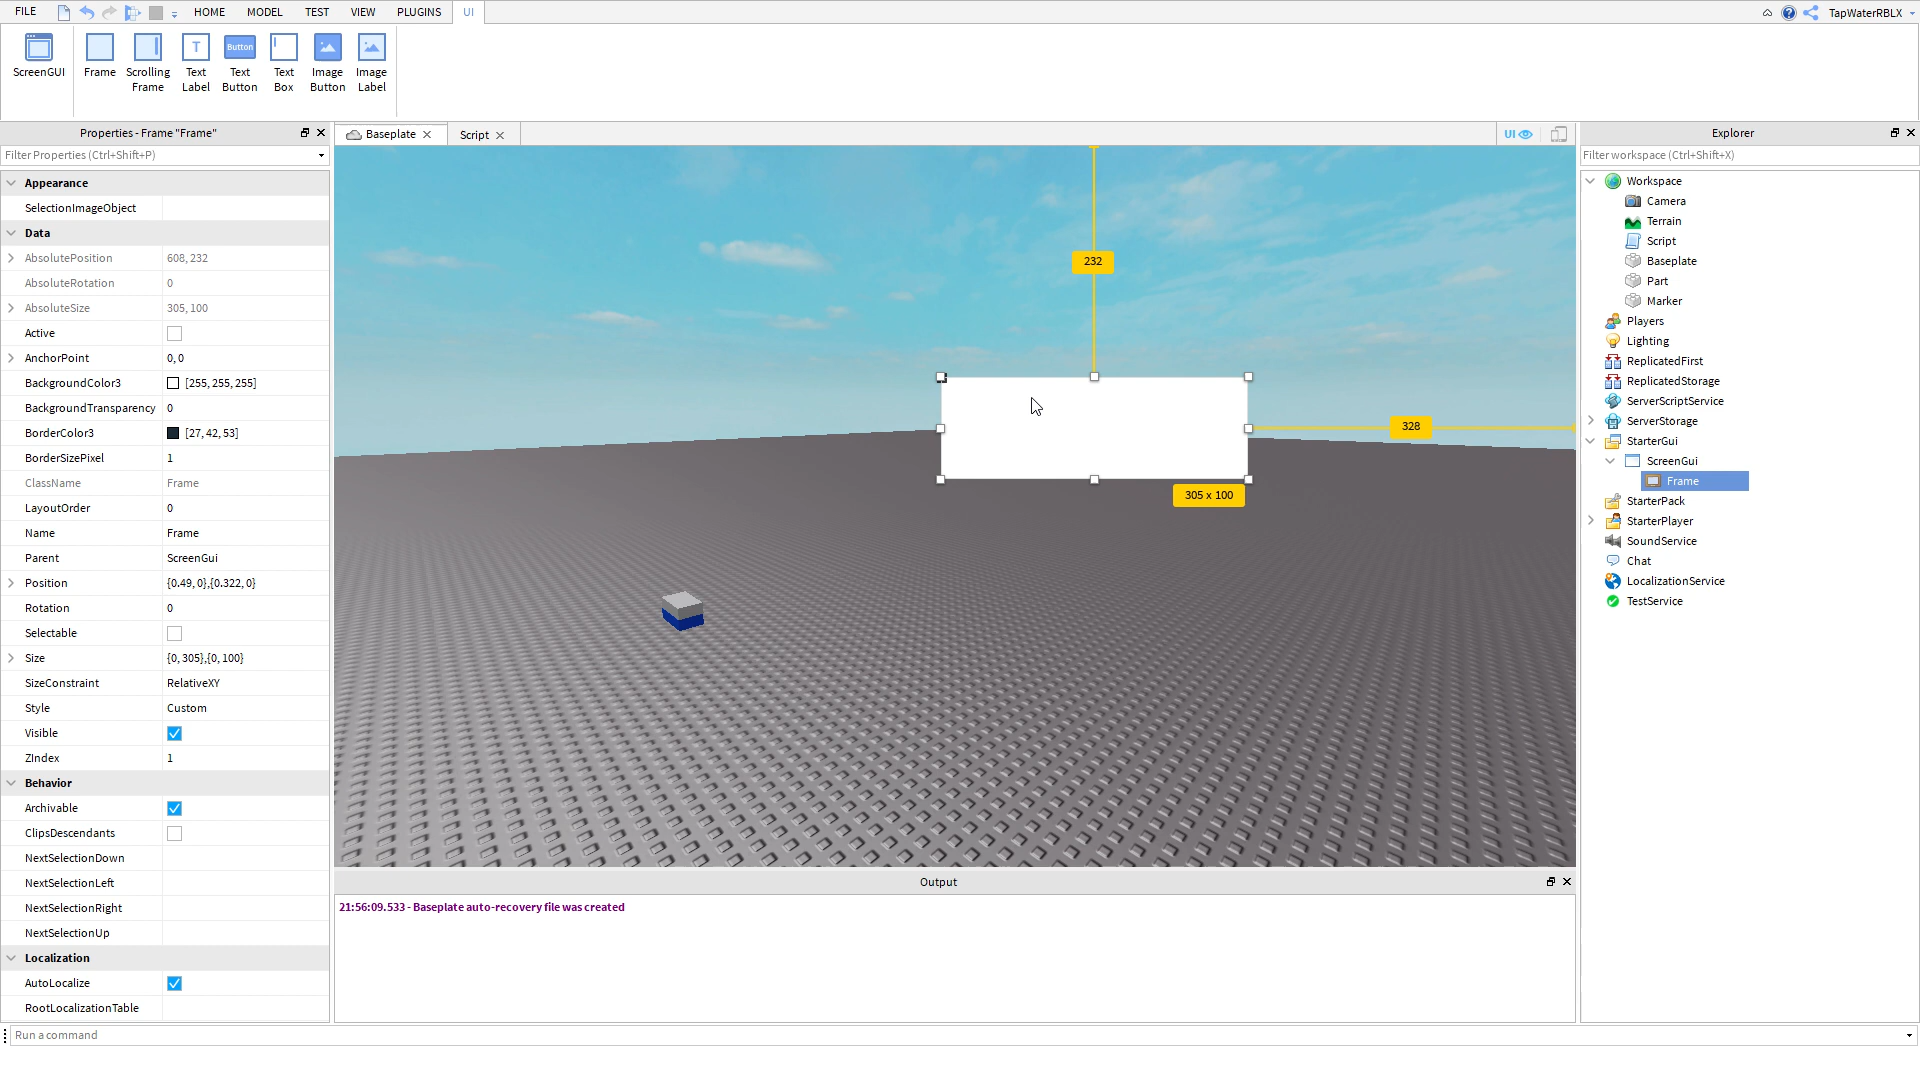 FILE HOME MODEL TEST VIEW PLUGINS UI TapWaterRBLX
ScreenGUI Frame Scrolling Frame T Text Label Button Text Button Text Box Image Button Image Label
Properties - Frame "Frame"
Filter Properties (Ctrl+Shift+P)
Appearance
SelectionImageObject
Data
AbsolutePosition 608, 232
AbsoluteRotation 0
AbsoluteSize 305, 100
Active
AnchorPoint 0, 0
BackgroundColor3 [255, 255, 255]
BackgroundTransparency 0
BorderColor3 [27, 42, 53]
BorderSizePixel 1
ClassName Frame
LayoutOrder 0
Name Frame
Parent ScreenGui
Position {0.49, 0},{0.322, 0}
Rotation 0
Selectable
Size {0, 305},{0, 100}
SizeConstraint RelativeXY
Style Custom
Visible
ZIndex 1
Behavior
Archivable
ClipsDescendants
NextSelectionDown
NextSelectionLeft
NextSelectionRight
NextSelectionUp
Localization
AutoLocalize
RootLocalizationTable
Baseplate Script UI
232
328
305 x 100
Output
21:56:09.533 - Baseplate auto-recovery file was created
Explorer
Filter workspace (Ctrl+Shift+X)
Workspace
Camera
Terrain
Script
Baseplate
Part
Marker
Players
Lighting
ReplicatedFirst
ReplicatedStorage
ServerScriptService
ServerStorage
StarterGui
ScreenGui
Frame
StarterPack
StarterPlayer
SoundService
Chat
LocalizationService
TestService
Run a command